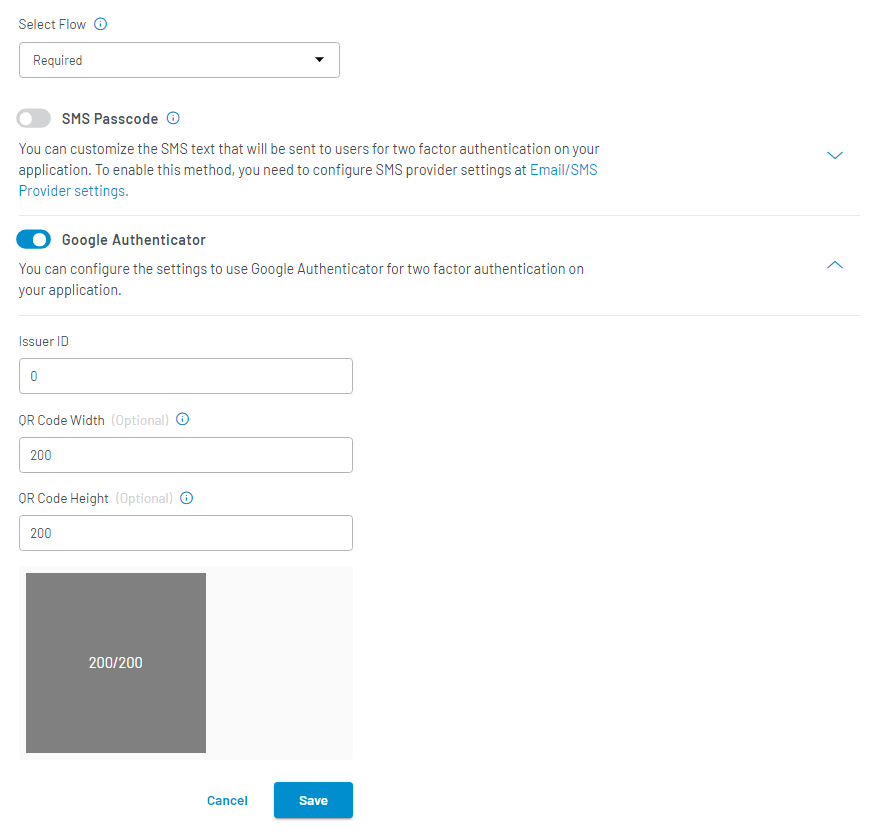 Select Flow
Required
SMS Passcode
You can customize the SMS text that will be sent to users for two factor authentication on your
application. To enable this method, you need to configure SMS provider settings at Email/SMS
Provider settings.
Google Authenticator
You can configure the settings to use Google Authenticator for two factor authentication on
your application.
Issuer ID
0
QR Code Width (Optional)
200
QR Code Height (Optional)
200
200/200
Cancel Save